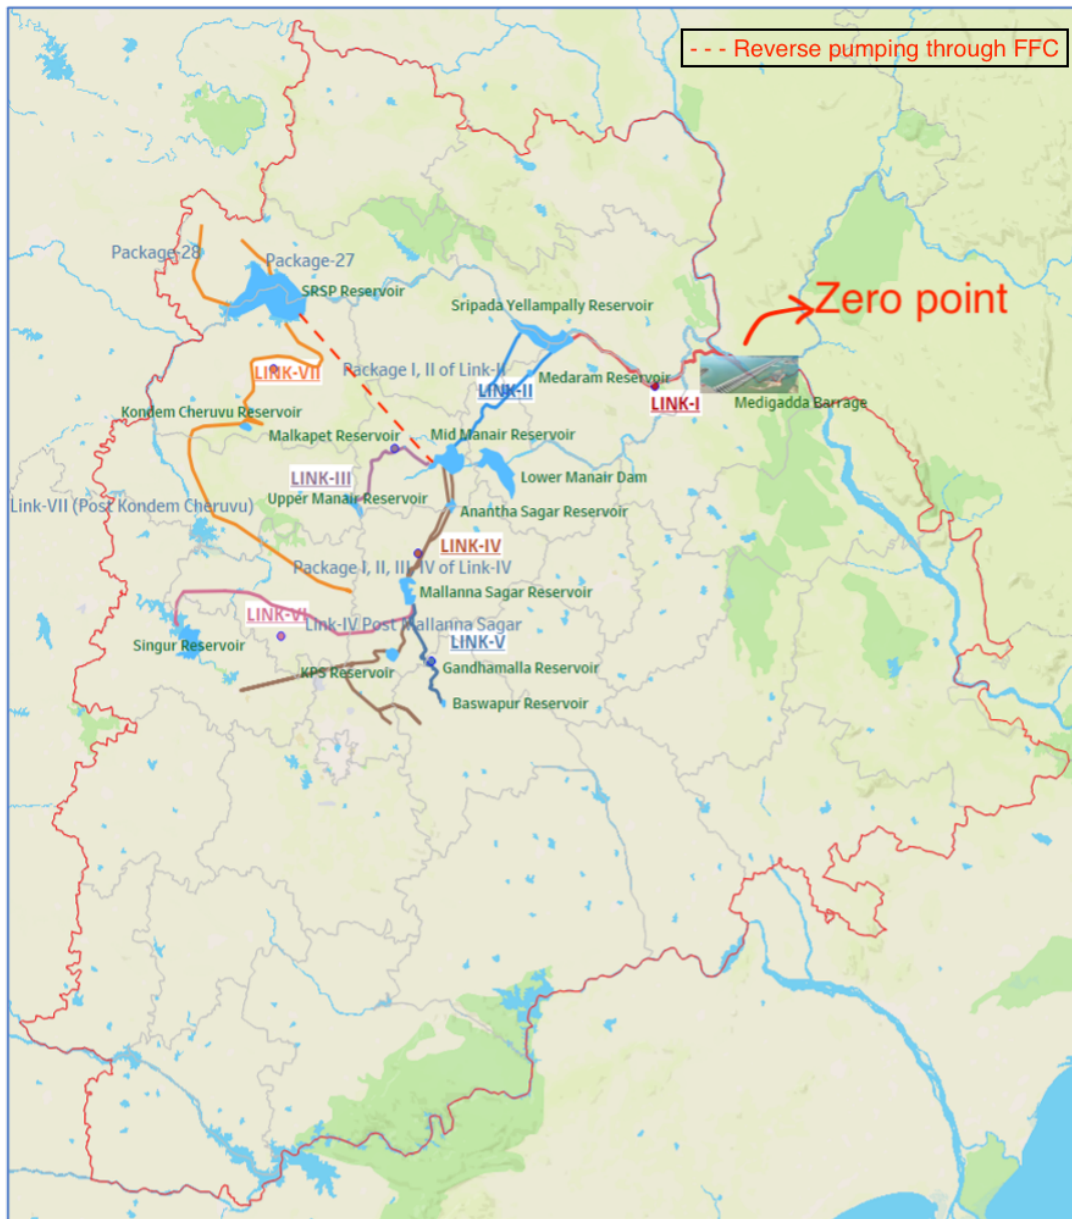 - - - Reverse pumping through FFC
Package-28
Package-27
SRSP Reservoir
Zero point
Sripada Yellampally Reservoir
LINK-VII
Package I, II of Link-II
Medaram Reservoir
LINK-II
LINK-I
Medigadda Barrage
Kondem Cheruvu Reservoir
Malkapet Reservoir
Mid Manair Reservoir
LINK-III
Lower Manair Dam
Upper Manair Reservoir
Link-VII (Post Kondem Cheruvu)
Anantha Sagar Reservoir
LINK-IV
Package I, II, III, IV of Link-IV
Mallanna Sagar Reservoir
LINK-VI
Link-IV Post Mallanna Sagar
Singur Reservoir
LINK-V
KPS Reservoir
Gandhamalla Reservoir
Baswapur Reservoir